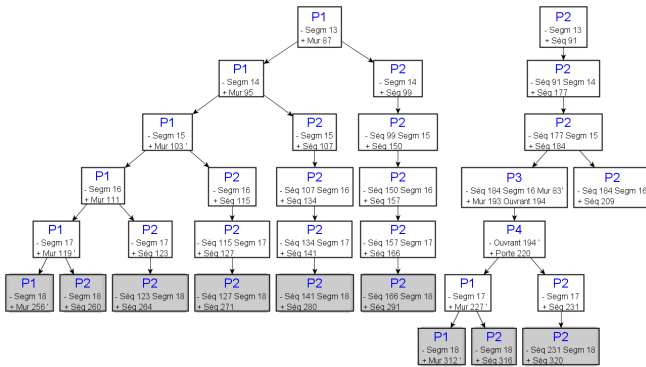 P1
- Segm 13
+ Mur 87
P2
- Segm 13
+ Séq 91
P1
- Segm 14
+ Mur 95
P2
- Segm 14
+ Séq 99
P2
- Séq 91 Segm 14
+ Séq 177
P1
- Segm 15
+ Mur 103 '
P2
- Segm 15
+ Séq 107
P2
- Séq 99 Segm 15
+ Séq 150
P2
- Séq 177 Segm 15
+ Séq 184
P1
- Segm 16
+ Mur 111
P2
- Segm 16
+ Séq 115
P2
- Séq 107 Segm 16
+ Séq 134
P2
- Séq 150 Segm 16
+ Séq 157
P3
- Séq 184 Segm 16 Mur 83'
+ Mur 193 Ouvrant 194
P2
- Séq 184 Segm 16
+ Séq 209
P1
- Segm 17
+ Mur 119 '
P2
- Segm 17
+ Séq 123
P2
- Séq 115 Segm 17
+ Séq 127
P2
- Séq 134 Segm 17
+ Séq 141
P2
- Séq 157 Segm 17
+ Séq 166
P4
- Ouvrant 194 '
+ Porte 220
P1
- Segm 18
+ Mur 256 '
P2
- Segm 18
+ Séq 260
P2
- Séq 123 Segm 18
+ Séq 264
P2
- Séq 127 Segm 18
+ Séq 271
P2
- Séq 141 Segm 18
+ Séq 280
P2
- Séq 166 Segm 18
+ Séq 291
P1
- Segm 17
+ Mur 227 '
P2
- Segm 17
+ Séq 231
P1
- Segm 18
+ Mur 312 '
P2
- Segm 18
+ Séq 316
P2
- Séq 231 Segm 18
+ Séq 320